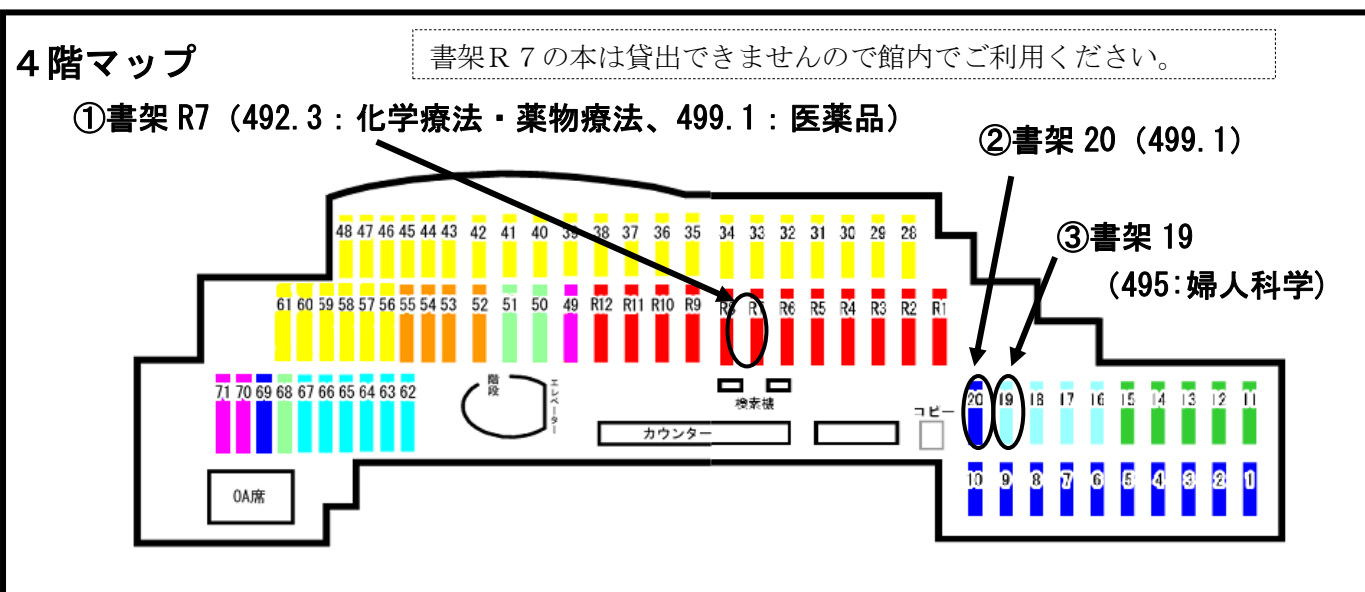 ４階マップ
書架Ｒ７の本は貸出できませんので館内でご利用ください。
①書架 R7（492.3：化学療法・薬物療法、499.1：医薬品）
②書架 20（499.1）
③書架 19
（495:婦人科学）
48 47 46 45 44 43 42 41 40 39 38 37 36 35 34 33 32 31 30 29 28
61 60 59 58 57 56 55 54 53 52 51 50 49 R12 R11 R10 R9 R8 R7 R6 R5 R4 R3 R2 R1
71 70 69 68 67 66 65 64 63 62
階段
エレベーター
検索機
カウンター
コピー
20 19 18 17 16 15 14 13 12 11
10 9 8 7 6 5 4 3 2 1
OA席